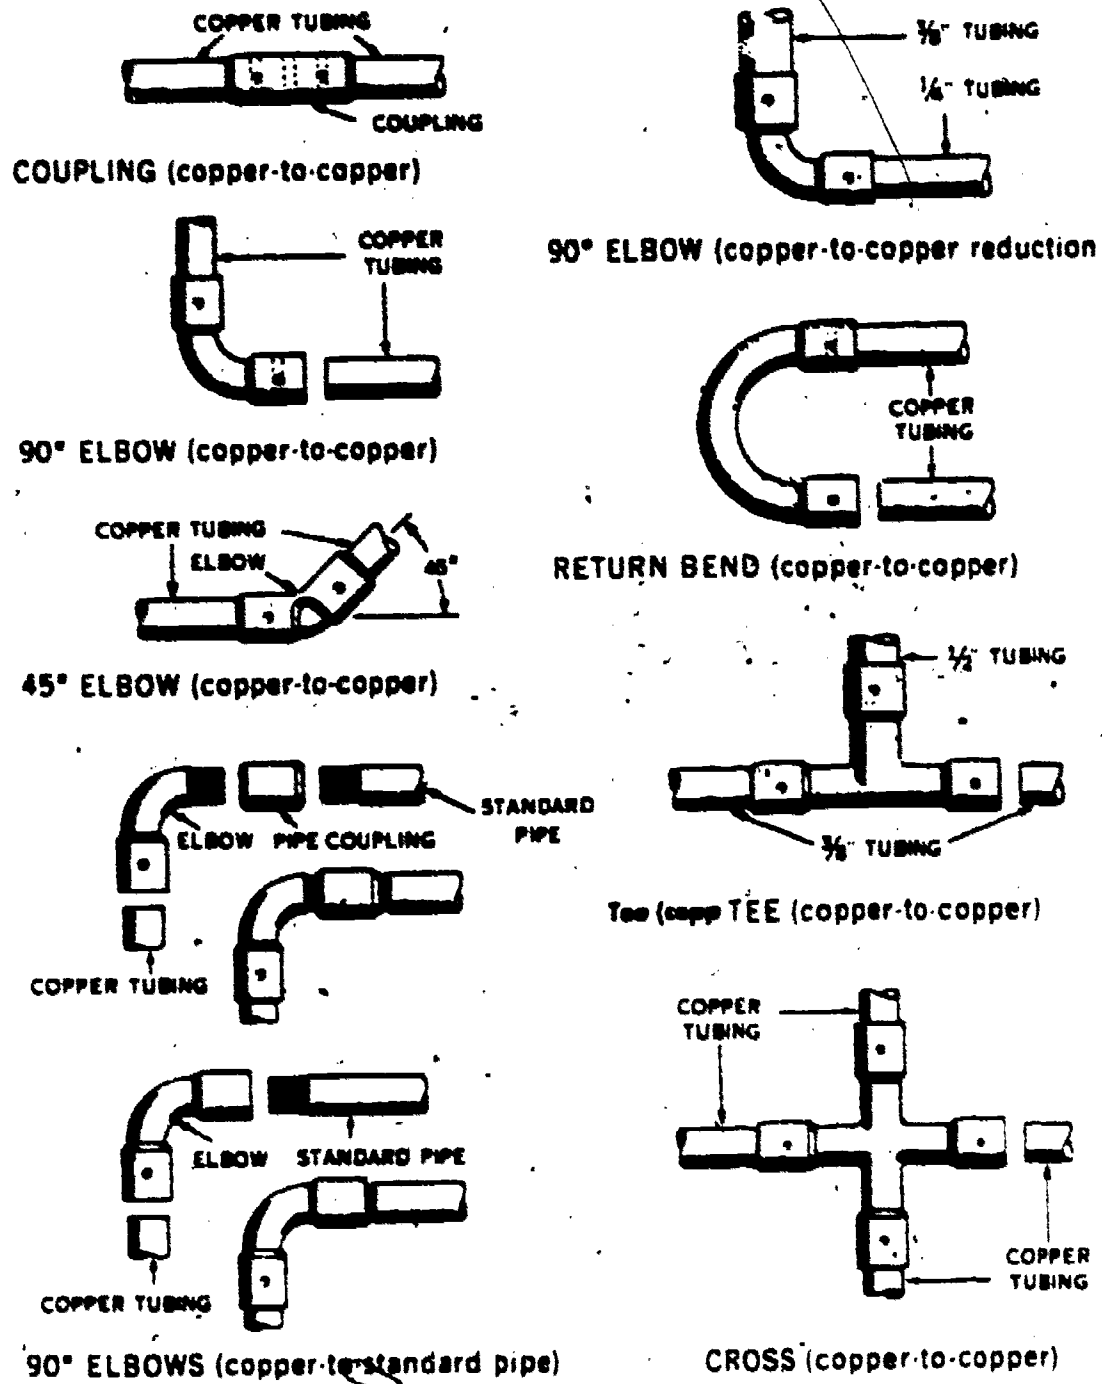 COPPER TUBING
COUPLING
COUPLING (copper-to-copper)
COPPER
TUBING
90° ELBOW (copper-to-copper)
COPPER TUBING
ELBOW
45°
45° ELBOW (copper-to-copper)
ELBOW
PIPE COUPLING
STANDARD
PIPE
COPPER TUBING
ELBOW
STANDARD PIPE
COPPER TUBING
90° ELBOWS (copper-to-standard pipe)
3/8" TUBING
1/4" TUBING
90° ELBOW (copper-to-copper reduction
COPPER
TUBING
RETURN BEND (copper-to-copper)
1/2" TUBING
3/8" TUBING
Tee (copp TEE (copper-to-copper)
COPPER
TUBING
COPPER
TUBING
CROSS (copper-to-copper)